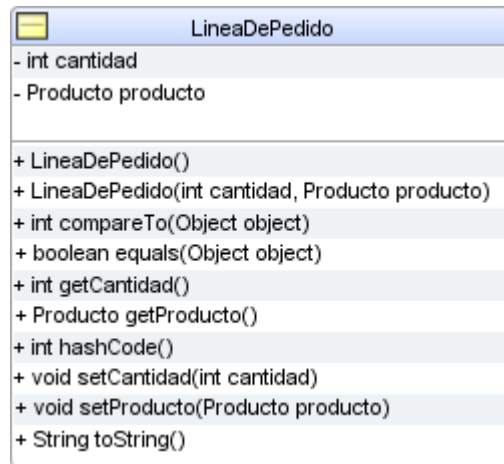 LineaDePedido
- int cantidad
- Producto producto
+ LineaDePedido()
+ LineaDePedido(int cantidad, Producto producto)
+ int compareTo(Object object)
+ boolean equals(Object object)
+ int getCantidad()
+ Producto getProducto()
+ int hashCode()
+ void setCantidad(int cantidad)
+ void setProducto(Producto producto)
+ String toString()